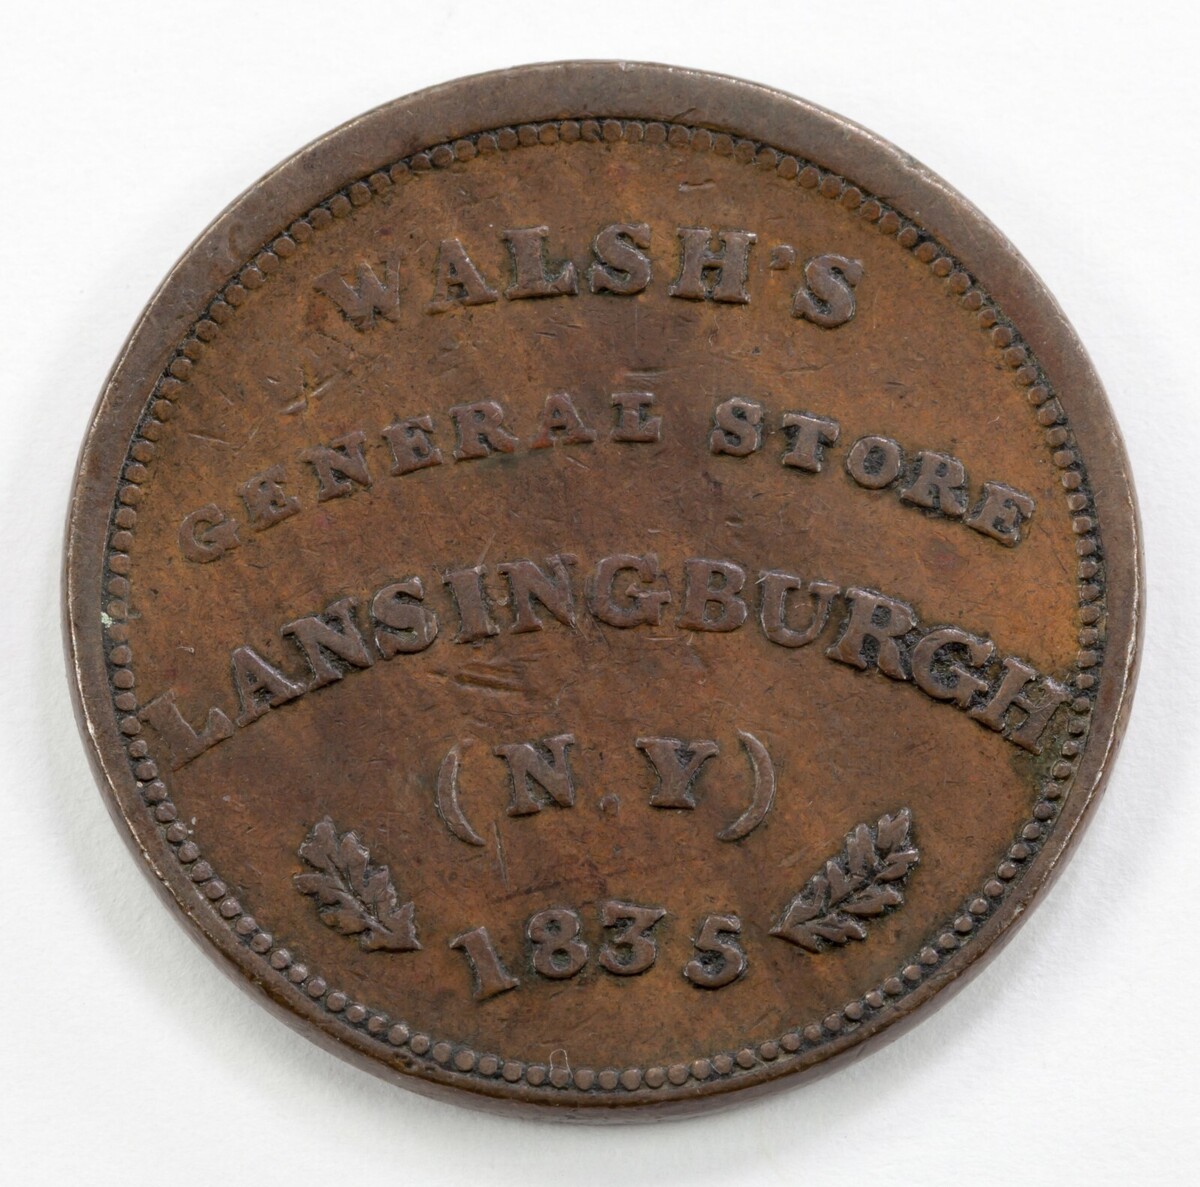 WALSH'S
GENERAL STORE
LANSINGBURGH
(N.Y)
1835